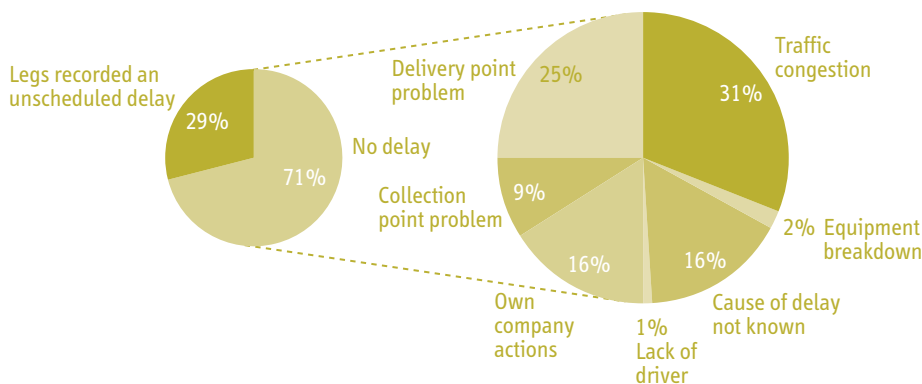 Legs recorded an
unscheduled delay
29%
71%
No delay
Delivery point
problem
25%
Traffic
congestion
31%
Collection
point problem
9%
2% Equipment
breakdown
16%
Own
company
actions
16%
Cause of delay
not known
1%
Lack of
driver